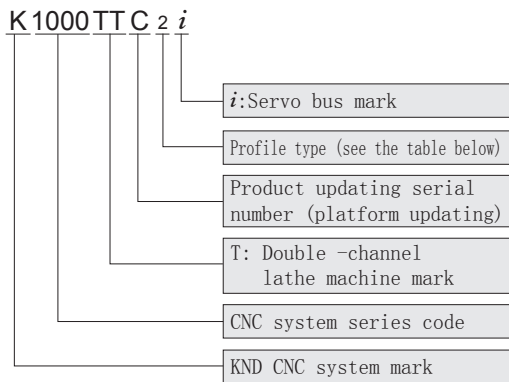 K1000TTC2i
i:Servo bus mark
Profile type (see the table below)
Product updating serial
number (platform updating)
T: Double -channel
lathe machine mark
CNC system series code
KND CNC system mark